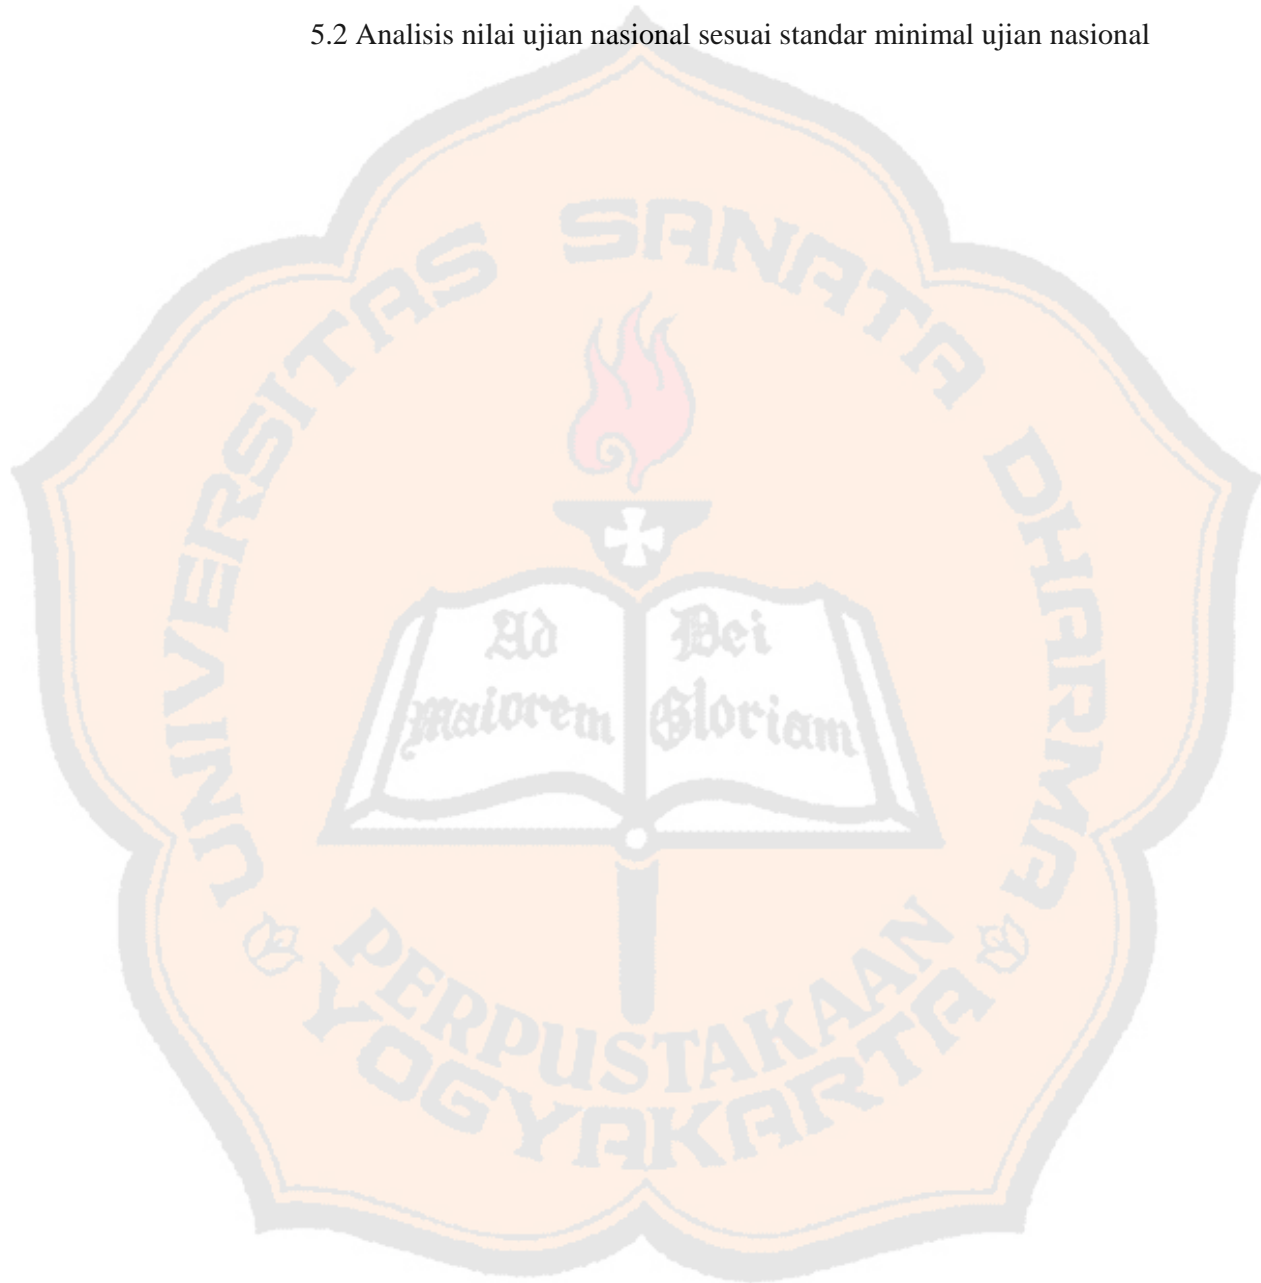 5.2 Analisis nilai ujian nasional sesuai standar minimal ujian nasional
UNIVERSITAS SANATA DHARMA
Ad
maiorem
Dei
Gloriam
PERPUSTAKAAN
YOGYAKARTA